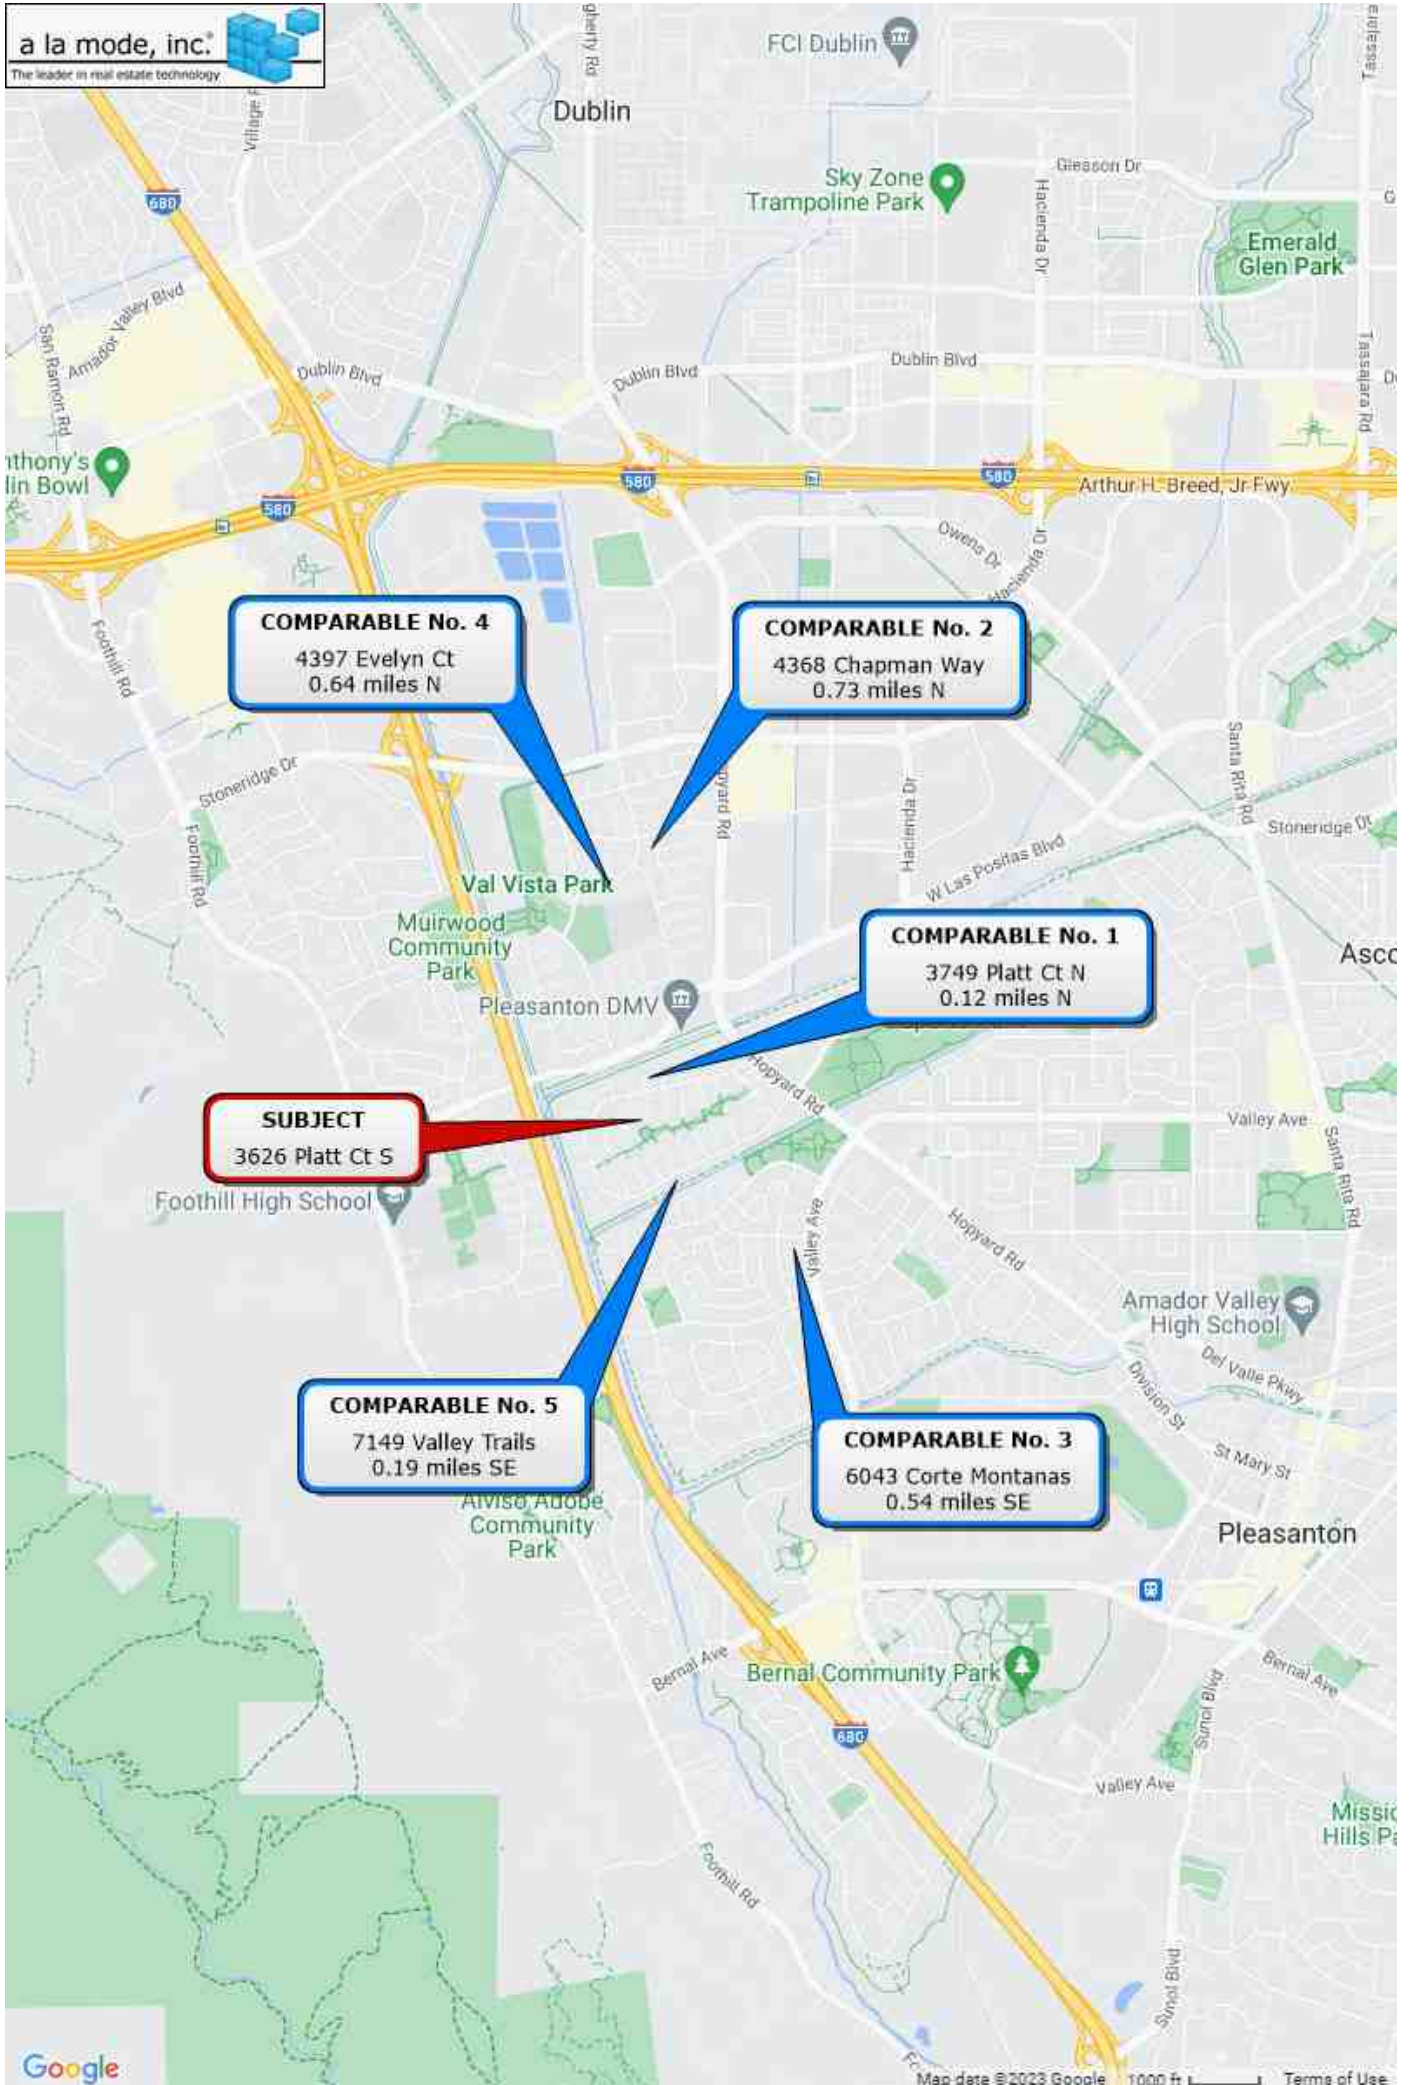 a la mode, inc.®
The leader in real estate technology
FCI Dublin
Dublin
Sky Zone
Trampoline Park
Gleason Dr
Hacienda Dr
Emerald
Glen Park
680
Amador Valley Blvd
San Ramon Rd
Dublin Blvd
Dublin Blvd
Dublin Blvd
Tassajara Rd
580
580
580
Arthur H. Breed, Jr Fwy
Owens Dr
Hacienda Dr
Foothill Rd
COMPARABLE No. 4
4397 Evelyn Ct
0.64 miles N
COMPARABLE No. 2
4368 Chapman Way
0.73 miles N
Stoneridge Dr
Foothill Rd
Hacienda Dr
Santa Rita Rd
Stoneridge Dr
W Las Positas Blvd
Val Vista Park
Muirwood
Community
Park
COMPARABLE No. 1
3749 Platt Ct N
0.12 miles N
Pleasanton DMV
Hopyard Rd
SUBJECT
3626 Platt Ct S
Valley Ave
Santa Rita Rd
Foothill High School
Valley Ave
Hopyard Rd
Amador Valley
High School
Del Valle Pkwy
Division St
St Mary St
COMPARABLE No. 5
7149 Valley Trails
0.19 miles SE
COMPARABLE No. 3
6043 Corte Montanas
0.54 miles SE
Alviso Adobe
Community
Park
Pleasanton
Bernal Ave
Bernal Community Park
Bernal Ave
Sunol Blvd
680
Valley Ave
Foothill Rd
Sunol Blvd
Google
Map data ©2023 Google
1000 ft
Terms of Use